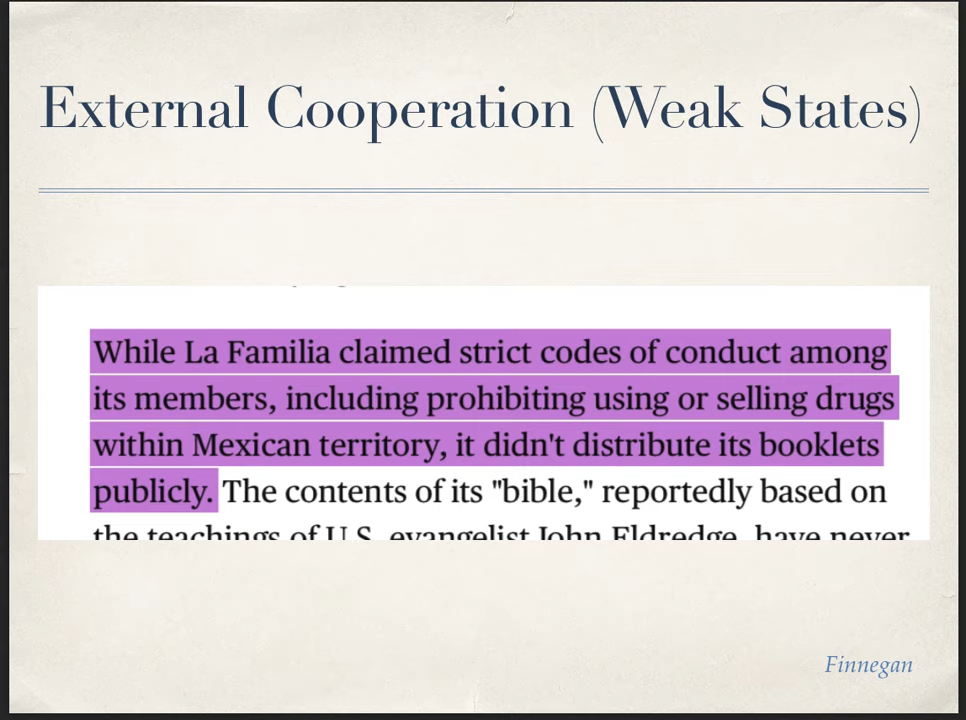 External Cooperation (Weak States)
While La Familia claimed strict codes of conduct among
its members, including prohibiting using or selling drugs
within Mexican territory, it didn't distribute its booklets
publicly. The contents of its "bible," reportedly based on
the teachings of U.S. evangelist John Eldredge, have never
Finnegan